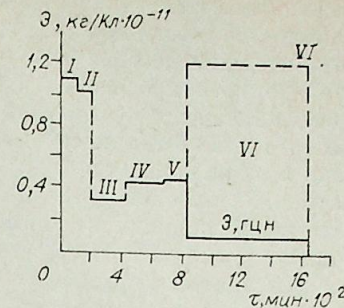 Э, кг/Кл·10⁻¹¹
1,2
0,8
0,4
0
I
II
III
IV
V
VI
VI
Э, гцн
4
8
12
16
τ, мин·10²